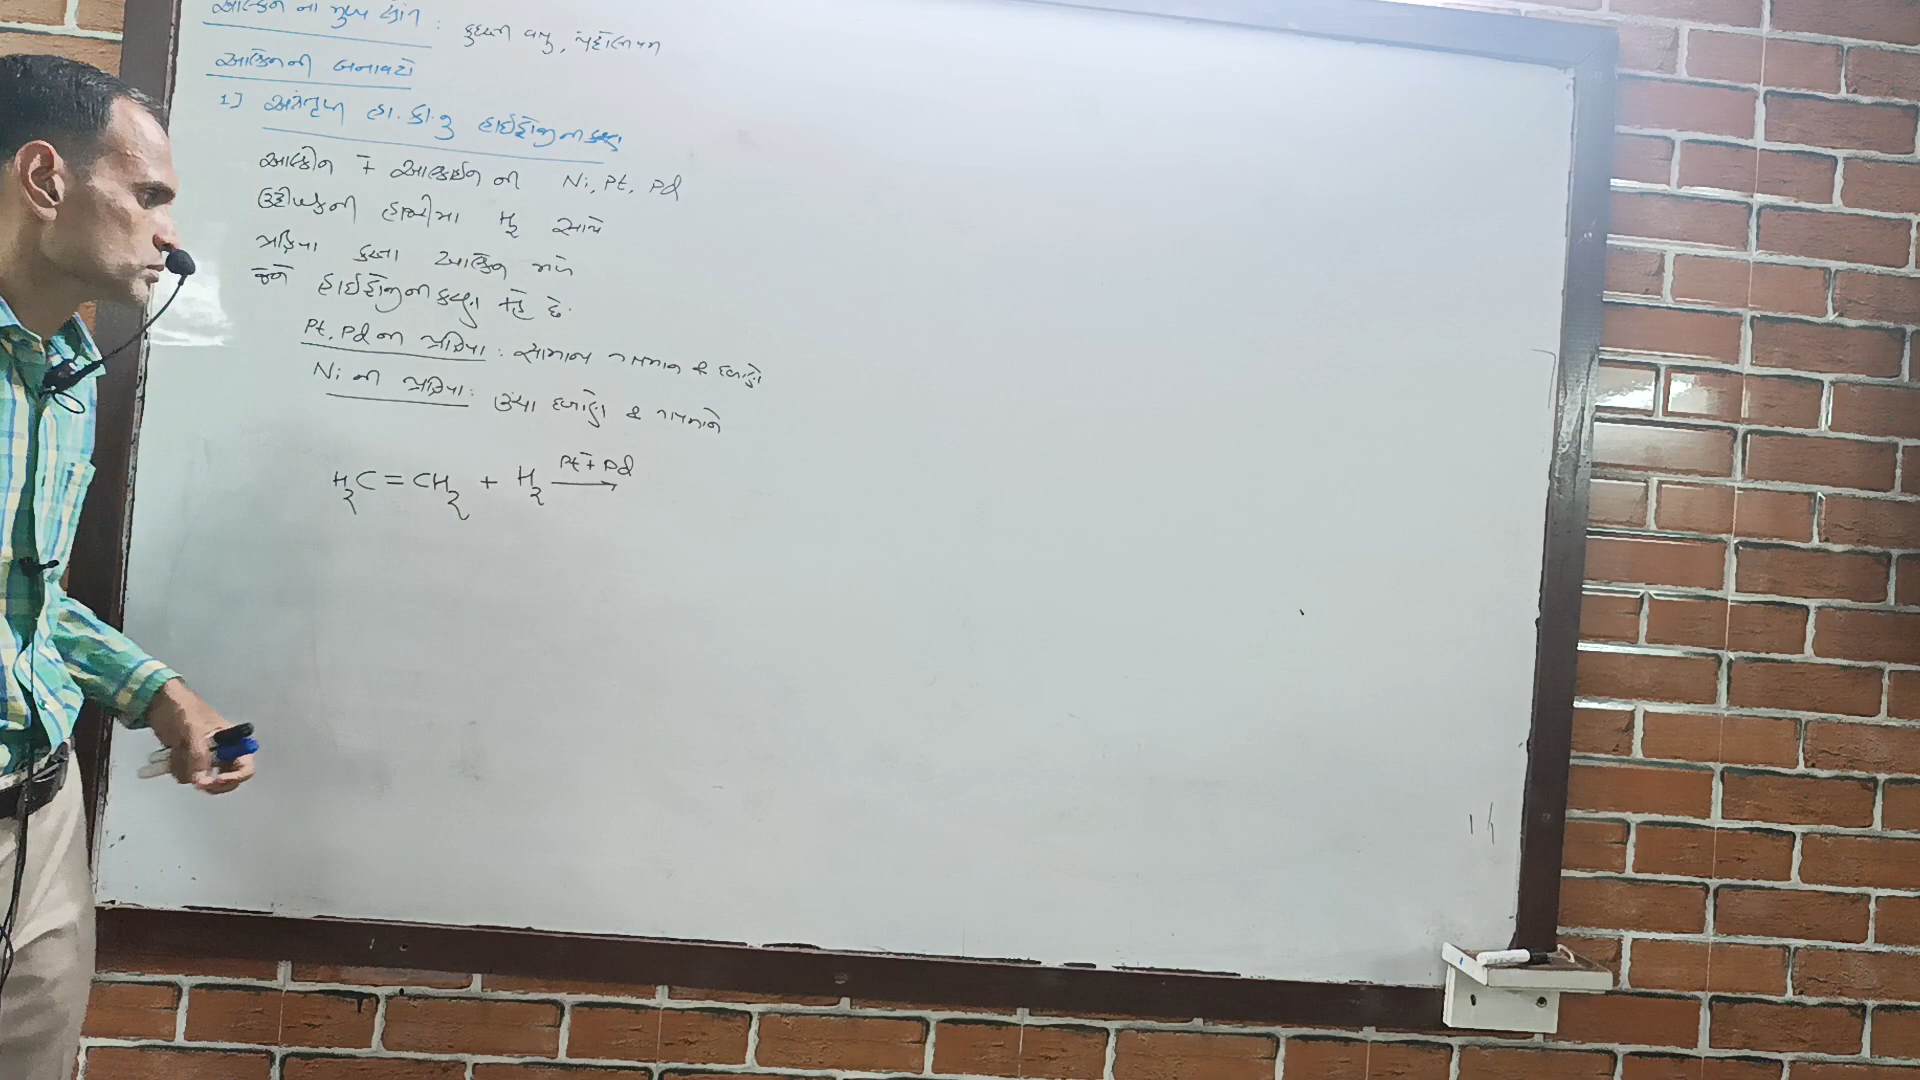 આલ્કેન ના મુખ્ય સ્ત્રોત : કુદરતી વાયુ, પેટ્રોલિયમ
આલ્કેનની બનાવટો
1] અસંતૃપ્ત હા. કા.નુ હાઈડ્રોજીનીકરણ
આલ્કીન ને આલ્કાઈન ની Ni, Pt, Pd
ઉદ્દીપકની હાજરીમા H2 સાથે
પ્રક્રિયા કરતા આલ્કેન મળે
જેને હાઈડ્રોજીનીકરણ કહે છે.
Pt, Pd ની પ્રક્રિયા : સામાન્ય તાપમાન & દબાણે
Ni ની પ્રક્રિયા : ઉંચા દબાણે & તાપમાને
H2C = CH2 + H2 Pt Pd →